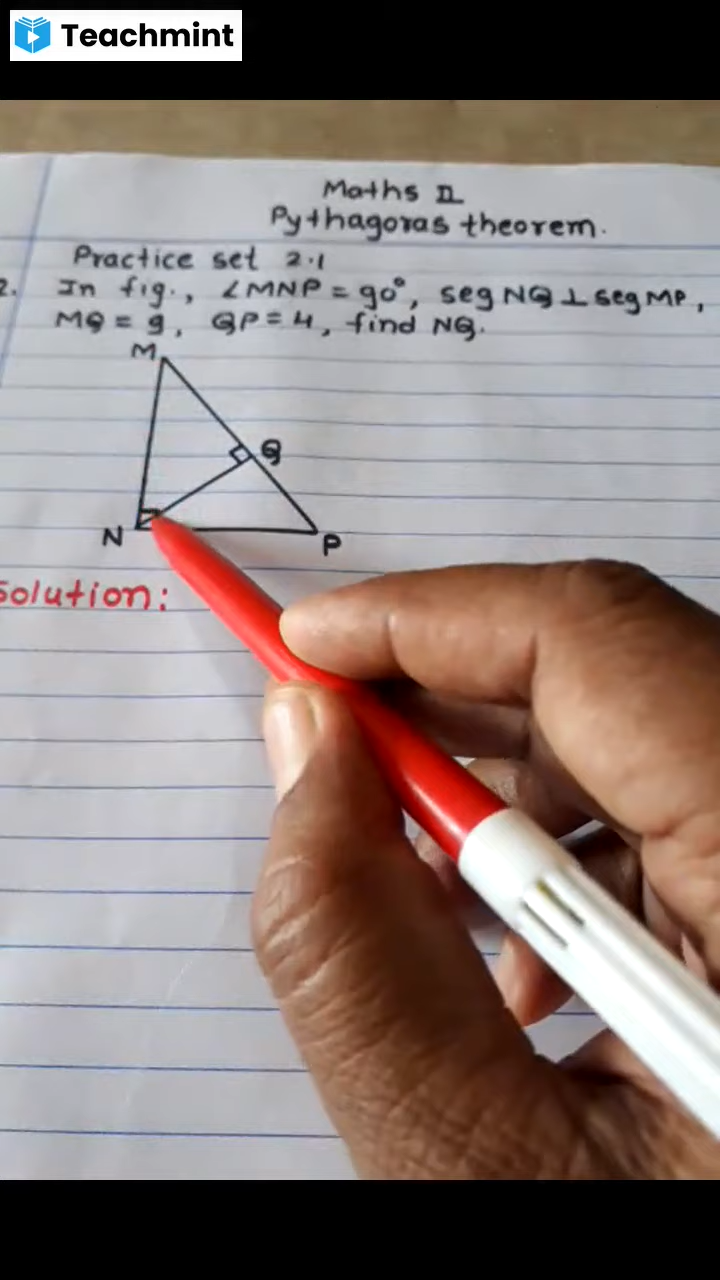 Teachmint
Maths II
Pythagoras theorem.
Practice set 2.1
2. In fig., ∠MNP = 90°, seg NQ ⊥ seg MP,
MQ = 9, QP = 4, find NQ.
M
Q
N
P
Solution: